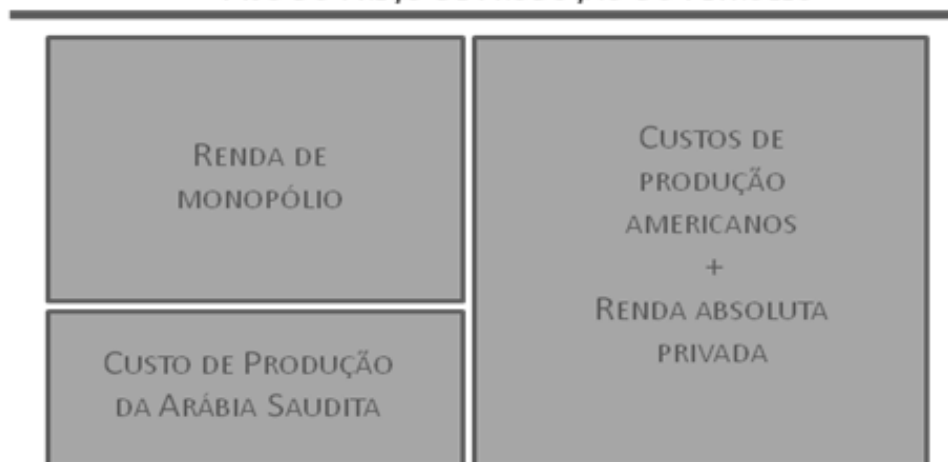 RENDA DE
MONOPÓLIO
CUSTO DE PRODUÇÃO
DA ARÁBIA SAUDITA
CUSTOS DE
PRODUÇÃO
AMERICANOS
+
RENDA ABSOLUTA
PRIVADA